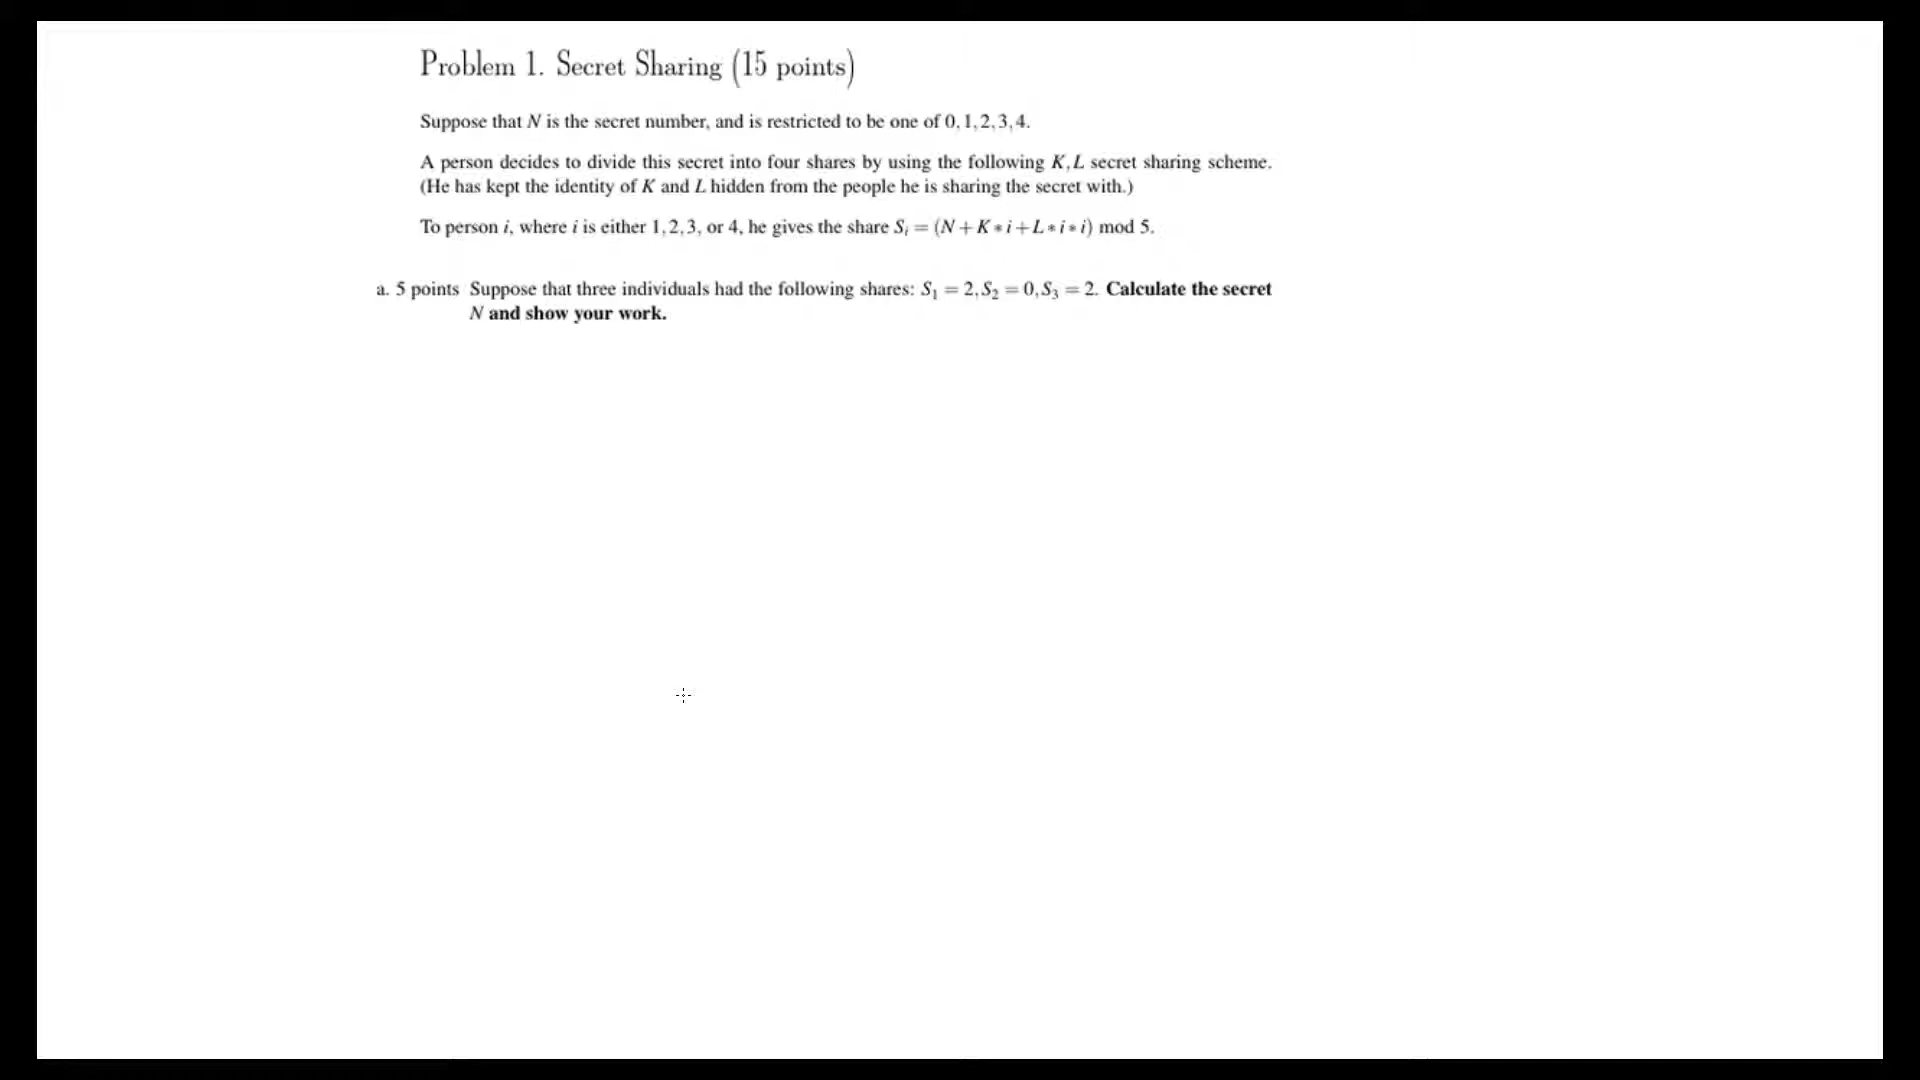 Problem 1. Secret Sharing (15 points)
Suppose that N is the secret number, and is restricted to be one of 0,1,2,3,4.
A person decides to divide this secret into four shares by using the following K,L secret sharing scheme.
(He has kept the identity of K and L hidden from the people he is sharing the secret with.)
To person i, where i is either 1,2,3, or 4, he gives the share Sᵢ = (N+K∗i+L∗i∗i) mod 5.
a. 5 points Suppose that three individuals had the following shares: S₁ = 2,S₂ = 0,S₃ = 2. Calculate the secret
N and show your work.